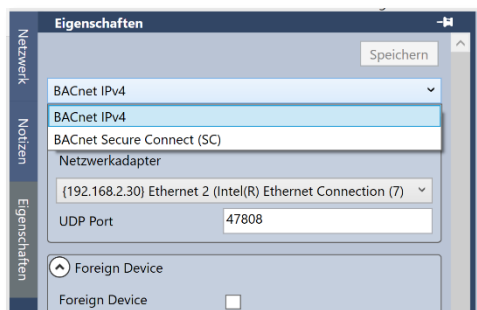 Eigenschaften
Speichern
BACnet IPv4
BACnet IPv4
BACnet Secure Connect (SC)
Netzwerkadapter
{192.168.2.30} Ethernet 2 (Intel(R) Ethernet Connection (7)
UDP Port 47808
Foreign Device
Foreign Device
Netzwerk
Notizen
Eigenschaften